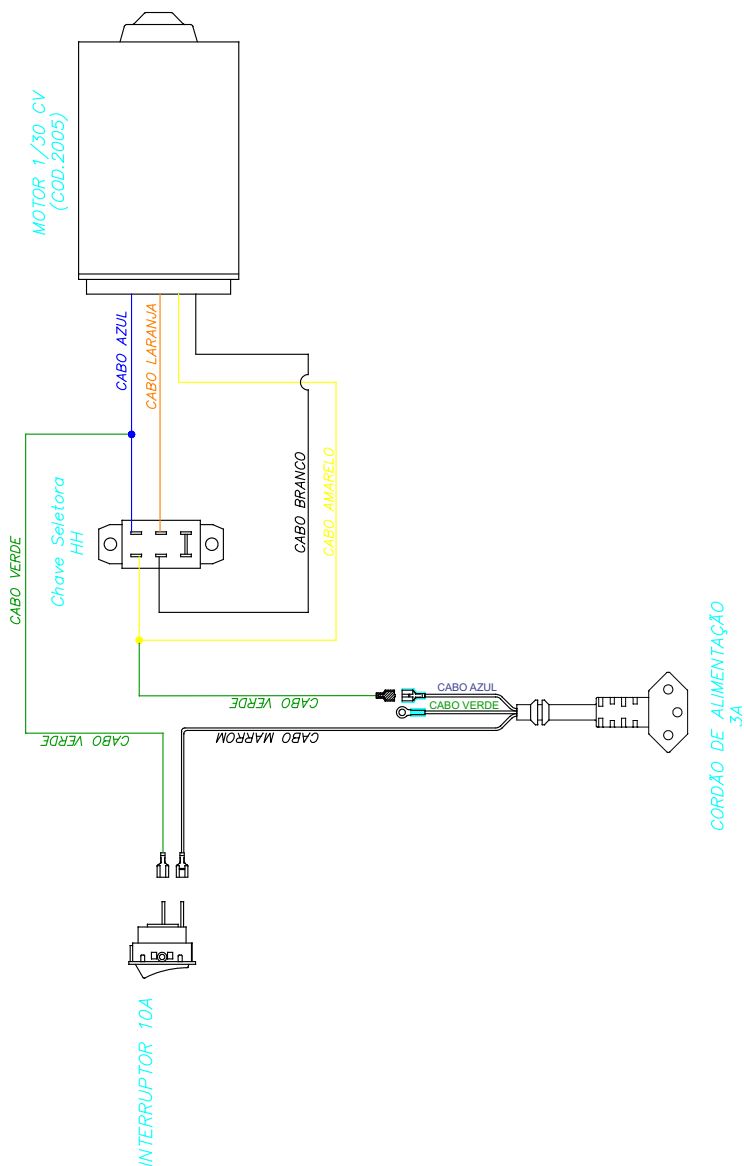 MOTOR 1/30 CV
(COD.2005)
CABO AZUL
CABO LARANJA
CABO BRANCO
CABO AMARELO
Chave Seletora
HH
CABO VERDE
CABO VERDE
CABO VERDE
CABO MARROM
CABO AZUL
CABO VERDE
CORDÃO DE ALIMENTAÇÃO
3A
INTERRUPTOR 10A